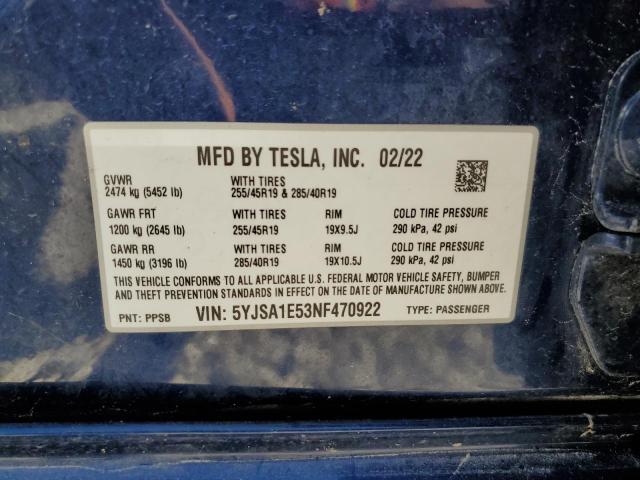 MFD BY TESLA, INC. 02/22
GVWR WITH TIRES
2474 kg (5452 lb) 255/45R19 & 285/40R19
GAWR FRT WITH TIRES RIM COLD TIRE PRESSURE
1200 kg (2645 lb) 255/45R19 19X9.5J 290 kPa, 42 psi
GAWR RR WITH TIRES RIM COLD TIRE PRESSURE
1450 kg (3196 lb) 285/40R19 19X10.5J 290 kPa, 42 psi
THIS VEHICLE CONFORMS TO ALL APPLICABLE U.S. FEDERAL MOTOR VEHICLE SAFETY, BUMPER
AND THEFT PREVENTION STANDARDS IN EFFECT ON THE DATE OF MANUFACTURE SHOWN ABOVE.
PNT: PPSB VIN: 5YJSA1E53NF470922 TYPE: PASSENGER